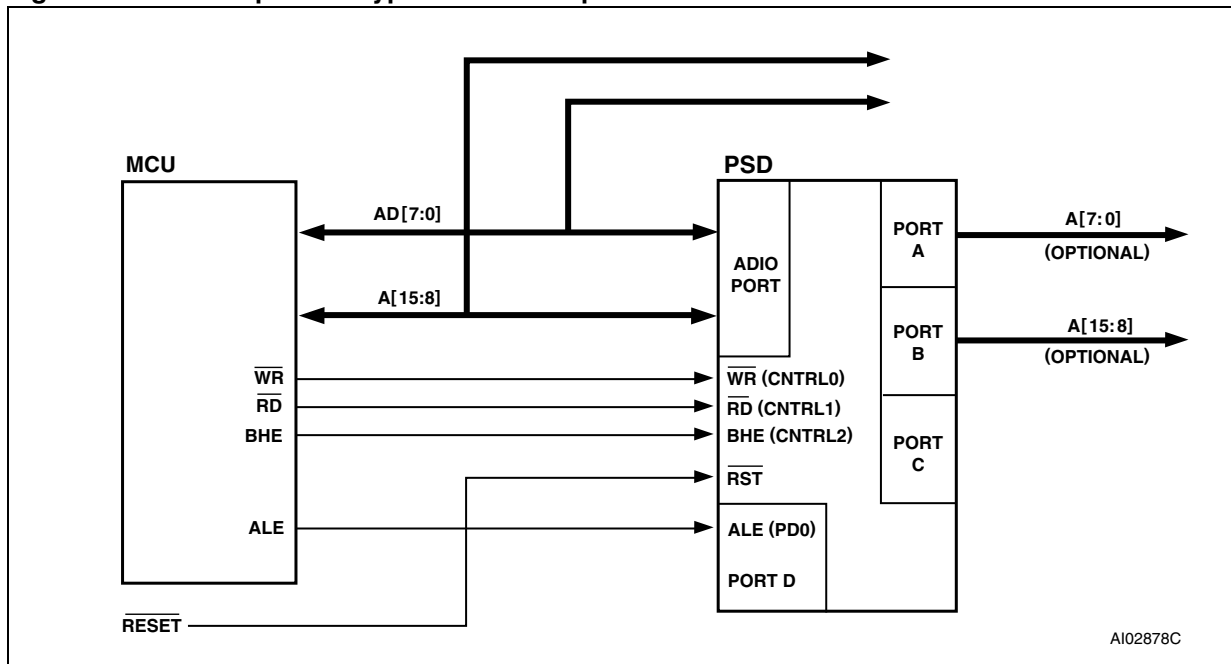 MCU
PSD
AD[7:0]
A[15:8]
WR
RD
BHE
ALE
RESET
ADIO
PORT
WR (CNTRL0)
RD (CNTRL1)
BHE (CNTRL2)
RST
ALE (PD0)
PORT D
PORT
A
PORT
B
PORT
C
A[7:0]
(OPTIONAL)
A[15:8]
(OPTIONAL)
AI02878C